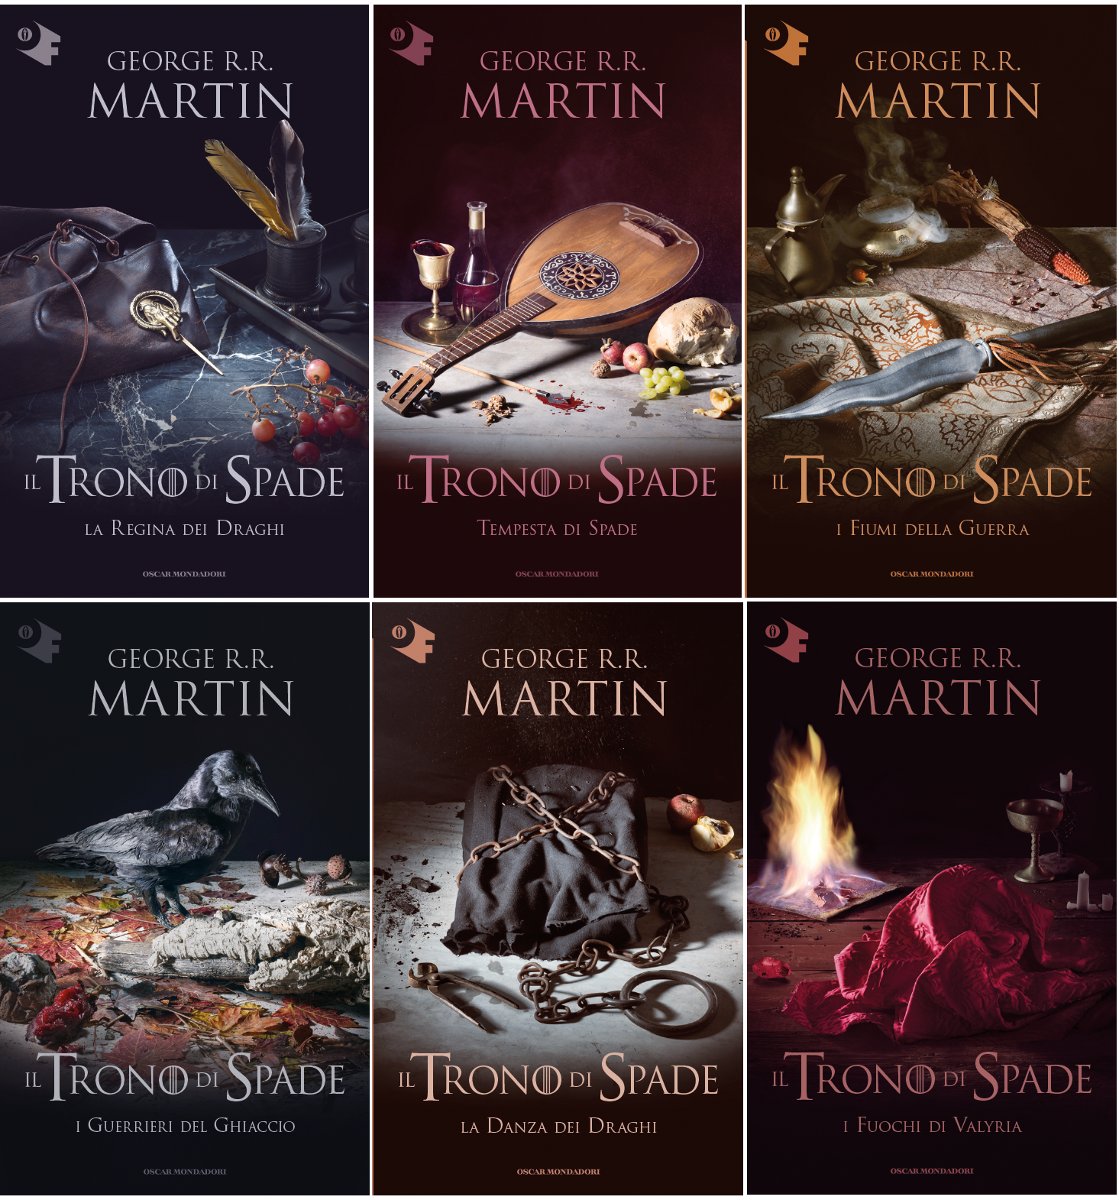 GEORGE R.R.
MARTIN
IL TRONO DI SPADE
LA REGINA DEI DRAGHI
OSCAR MONDADORI
GEORGE R.R.
MARTIN
IL TRONO DI SPADE
TEMPESTA DI SPADE
OSCAR MONDADORI
GEORGE R.R.
MARTIN
IL TRONO DI SPADE
I FIUMI DELLA GUERRA
OSCAR MONDADORI
GEORGE R.R.
MARTIN
IL TRONO DI SPADE
I GUERRIERI DEL GHIACCIO
OSCAR MONDADORI
GEORGE R.R.
MARTIN
IL TRONO DI SPADE
LA DANZA DEI DRAGHI
OSCAR MONDADORI
GEORGE R.R.
MARTIN
IL TRONO DI SPADE
I FUOCHI DI VALYRIA
OSCAR MONDADORI